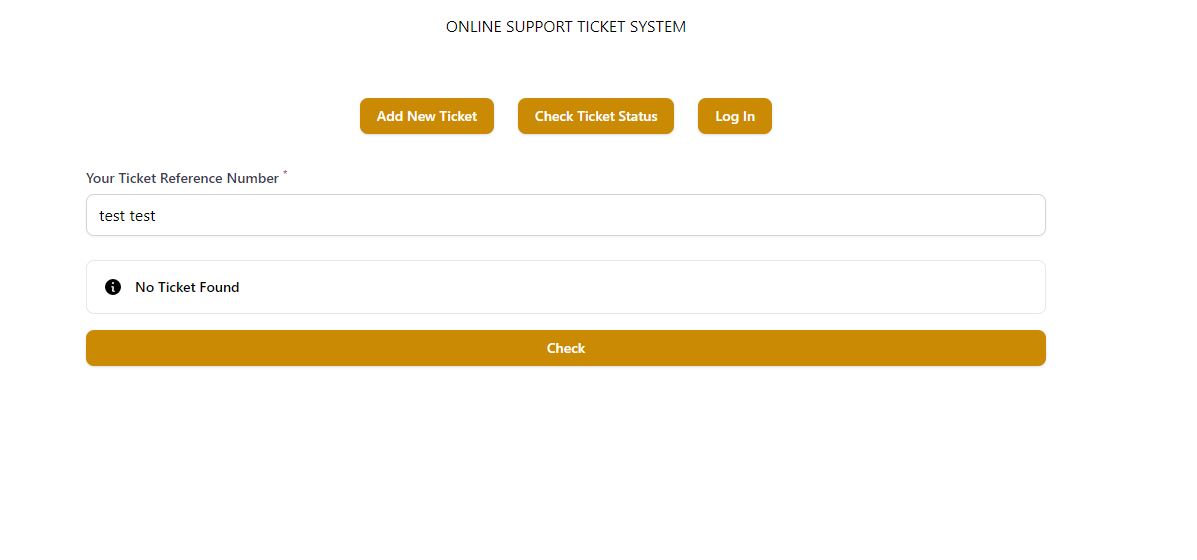 ONLINE SUPPORT TICKET SYSTEM
Add New Ticket Check Ticket Status Log In
Your Ticket Reference Number *
test test
No Ticket Found
Check